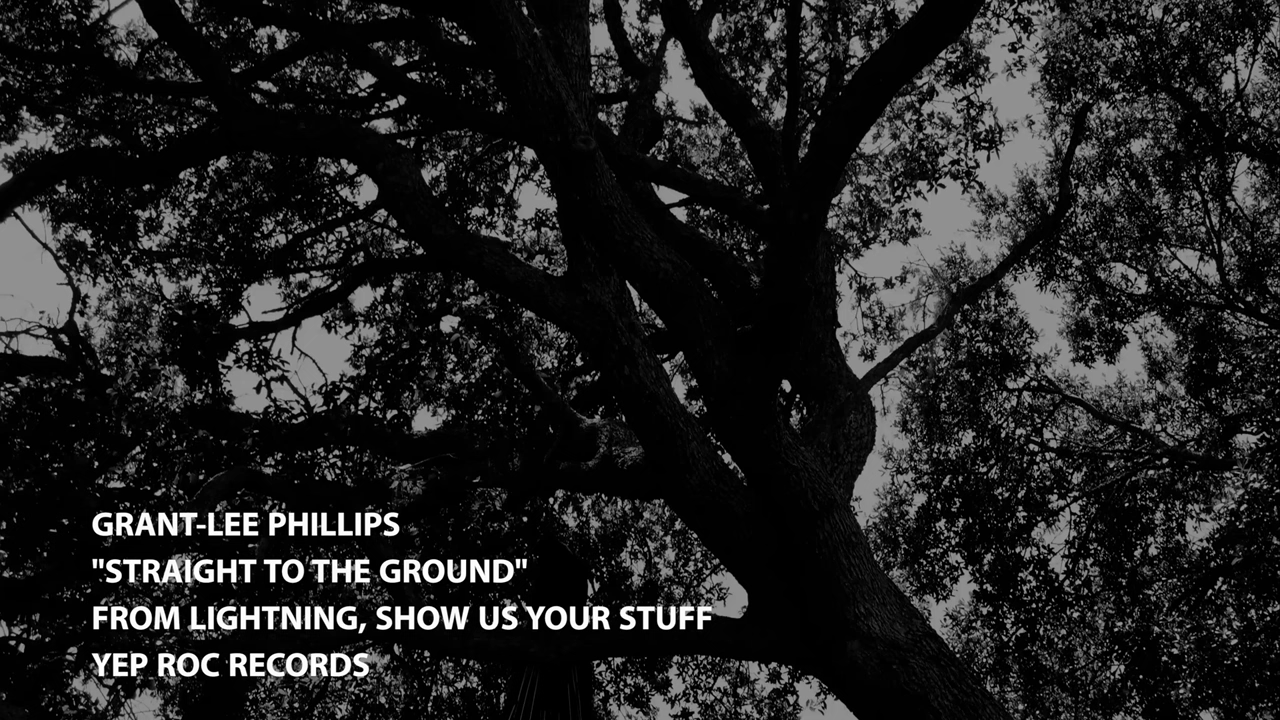 GRANT-LEE PHILLIPS
"STRAIGHT TO THE GROUND"
FROM LIGHTNING, SHOW US YOUR STUFF
YEP ROC RECORDS